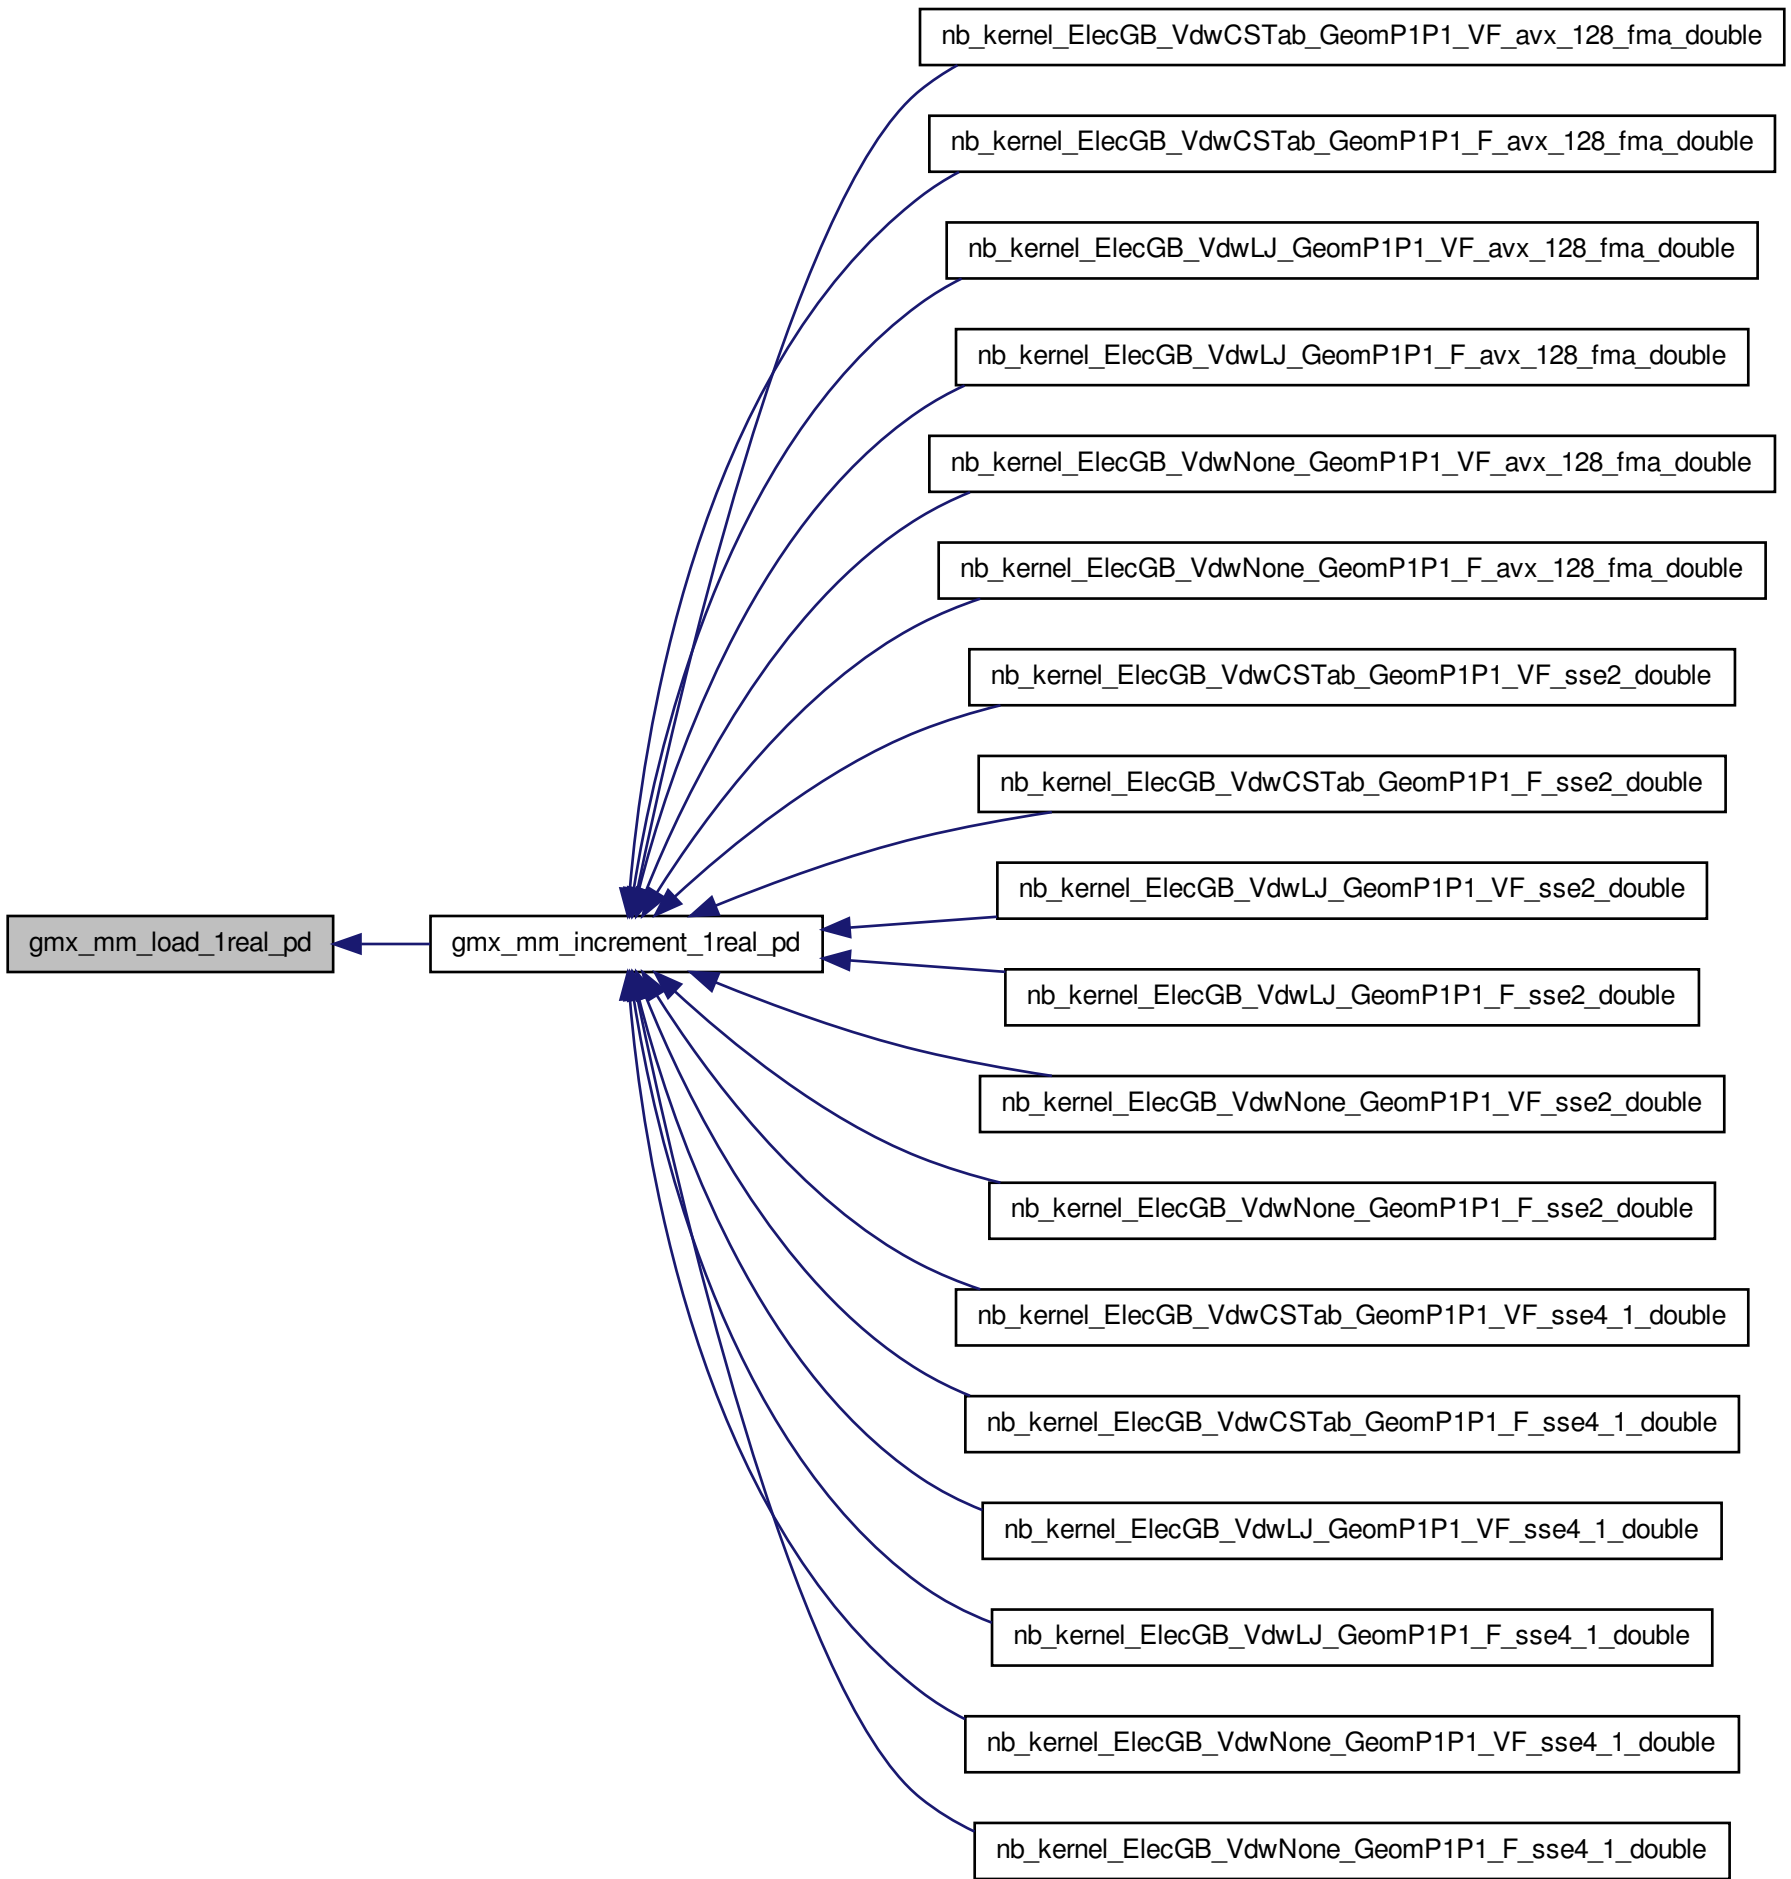 nb_kernel_ElecGB_VdwCSTab_GeomP1P1_VF_avx_128_fma_double
nb_kernel_ElecGB_VdwCSTab_GeomP1P1_F_avx_128_fma_double
nb_kernel_ElecGB_VdwLJ_GeomP1P1_VF_avx_128_fma_double
nb_kernel_ElecGB_VdwLJ_GeomP1P1_F_avx_128_fma_double
nb_kernel_ElecGB_VdwNone_GeomP1P1_VF_avx_128_fma_double
nb_kernel_ElecGB_VdwNone_GeomP1P1_F_avx_128_fma_double
nb_kernel_ElecGB_VdwCSTab_GeomP1P1_VF_sse2_double
nb_kernel_ElecGB_VdwCSTab_GeomP1P1_F_sse2_double
nb_kernel_ElecGB_VdwLJ_GeomP1P1_VF_sse2_double
gmx_mm_load_1real_pd
gmx_mm_increment_1real_pd
nb_kernel_ElecGB_VdwLJ_GeomP1P1_F_sse2_double
nb_kernel_ElecGB_VdwNone_GeomP1P1_VF_sse2_double
nb_kernel_ElecGB_VdwNone_GeomP1P1_F_sse2_double
nb_kernel_ElecGB_VdwCSTab_GeomP1P1_VF_sse4_1_double
nb_kernel_ElecGB_VdwCSTab_GeomP1P1_F_sse4_1_double
nb_kernel_ElecGB_VdwLJ_GeomP1P1_VF_sse4_1_double
nb_kernel_ElecGB_VdwLJ_GeomP1P1_F_sse4_1_double
nb_kernel_ElecGB_VdwNone_GeomP1P1_VF_sse4_1_double
nb_kernel_ElecGB_VdwNone_GeomP1P1_F_sse4_1_double